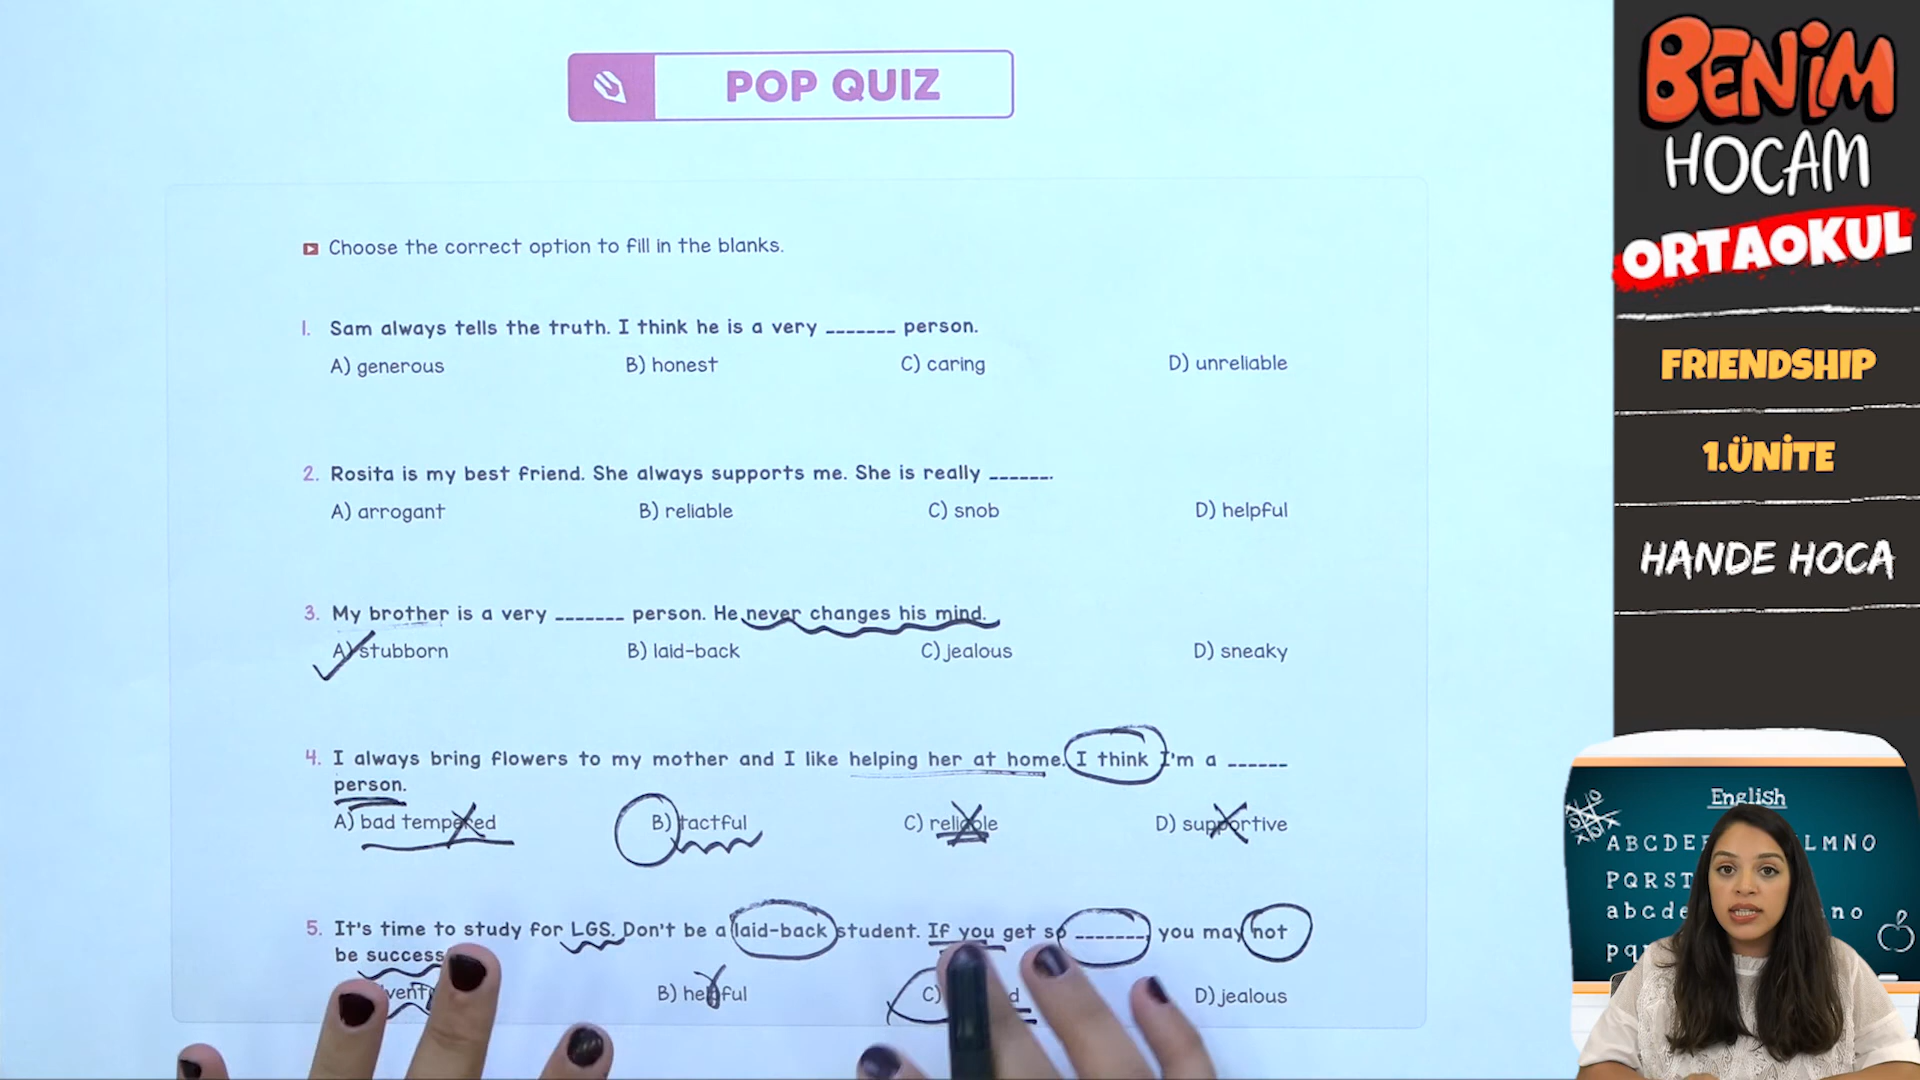 POP QUIZ
Choose the correct option to fill in the blanks.
1. Sam always tells the truth. I think he is a very _______ person.
A) generous B) honest C) caring D) unreliable
2. Rosita is my best friend. She always supports me. She is really ______.
A) arrogant B) reliable C) snob D) helpful
3. My brother is a very _______ person. He never changes his mind.
A) stubborn B) laid-back C) jealous D) sneaky
4. I always bring flowers to my mother and I like helping her at home. I think I'm a ______
person.
A) bad tempered B) tactful C) reliable D) supportive
5. It's time to study for LGS. Don't be a laid-back student. If you get so _______, you may not
be success
B) helpful C) D) jealous
BENİM
HOCAM
ORTAOKUL
FRIENDSHIP
1.ÜNİTE
HANDE HOCA
English
A B C D E L M N O
P Q R S T
a b c d e n o
p q